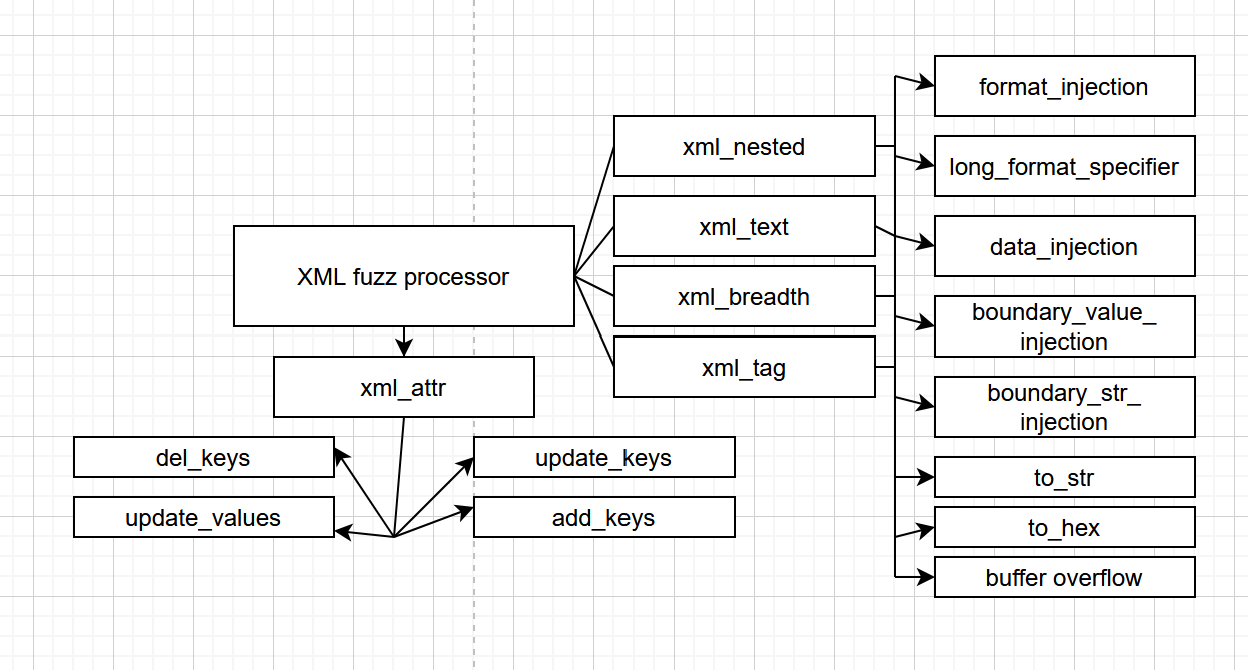 format_injection
xml_nested
long_format_specifier
xml_text
data_injection
XML fuzz processor
xml_breadth
boundary_value_
injection
xml_tag
xml_attr
boundary_str_
injection
del_keys
update_keys
to_str
update_values
add_keys
to_hex
buffer overflow